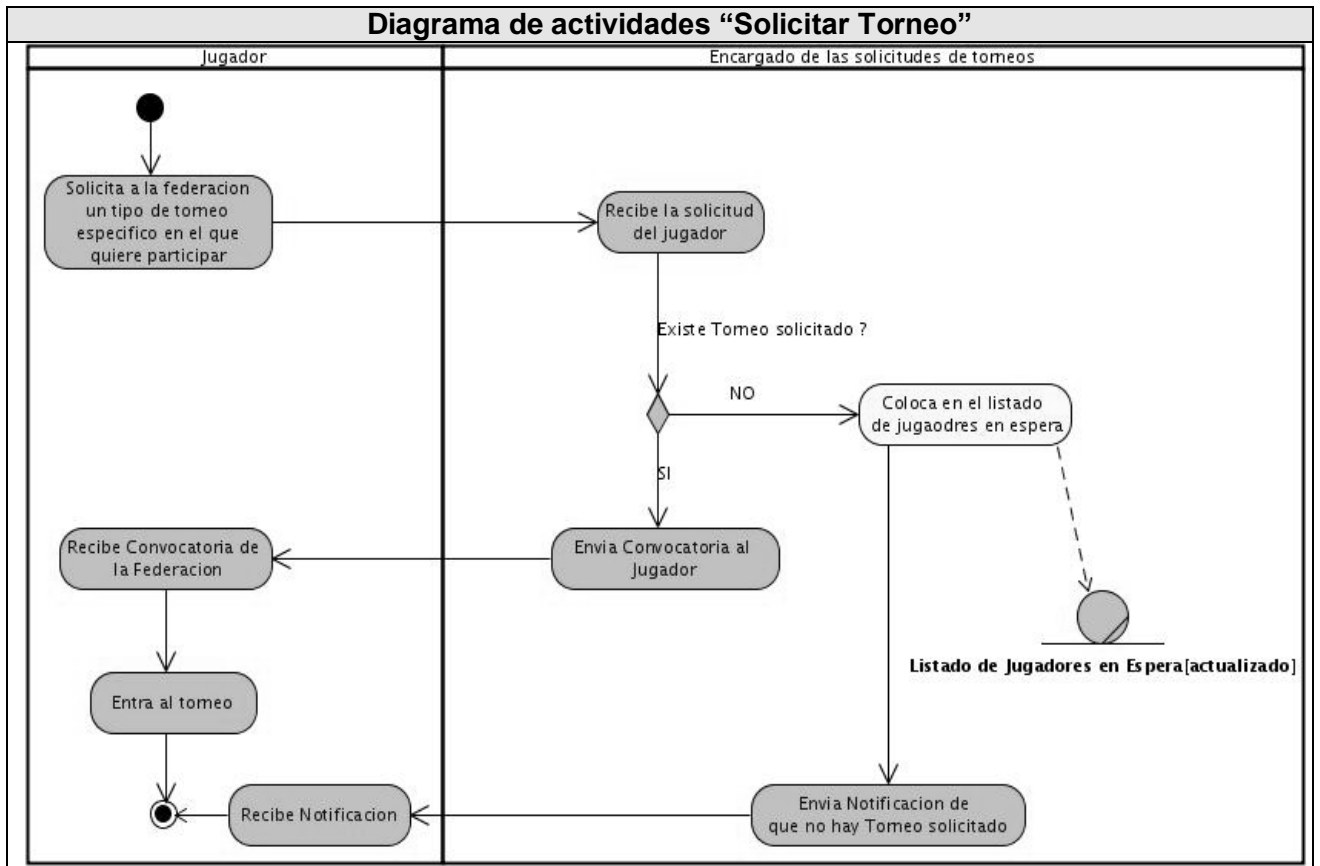 Diagrama de actividades “Solicitar Torneo”
Jugador
Encargado de las solicitudes de torneos
Solicita a la federacion
un tipo de torneo
especifico en el que
quiere participar
Recibe la solicitud
del jugador
Existe Torneo solicitado ?
NO
Coloca en el listado
de jugaodres en espera
SI
Recibe Convocatoria de
la Federacion
Envia Convocatoria al
Jugador
Listado de Jugadores en Espera[actualizado]
Entra al torneo
Recibe Notificacion
Envia Notificacion de
que no hay Torneo solicitado